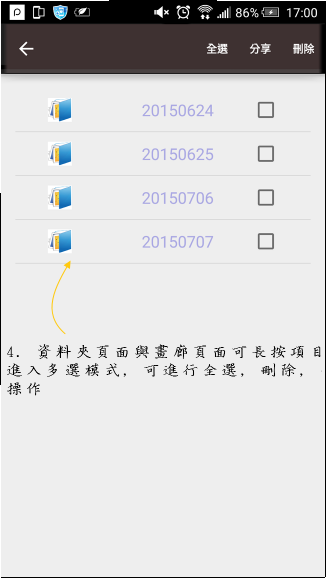 86% 17:00
全選 分享 刪除
20150624
20150625
20150706
20150707
4. 資料夾頁面與畫廊頁面可長按項目
進入多選模式, 可進行全選, 刪除,
操作